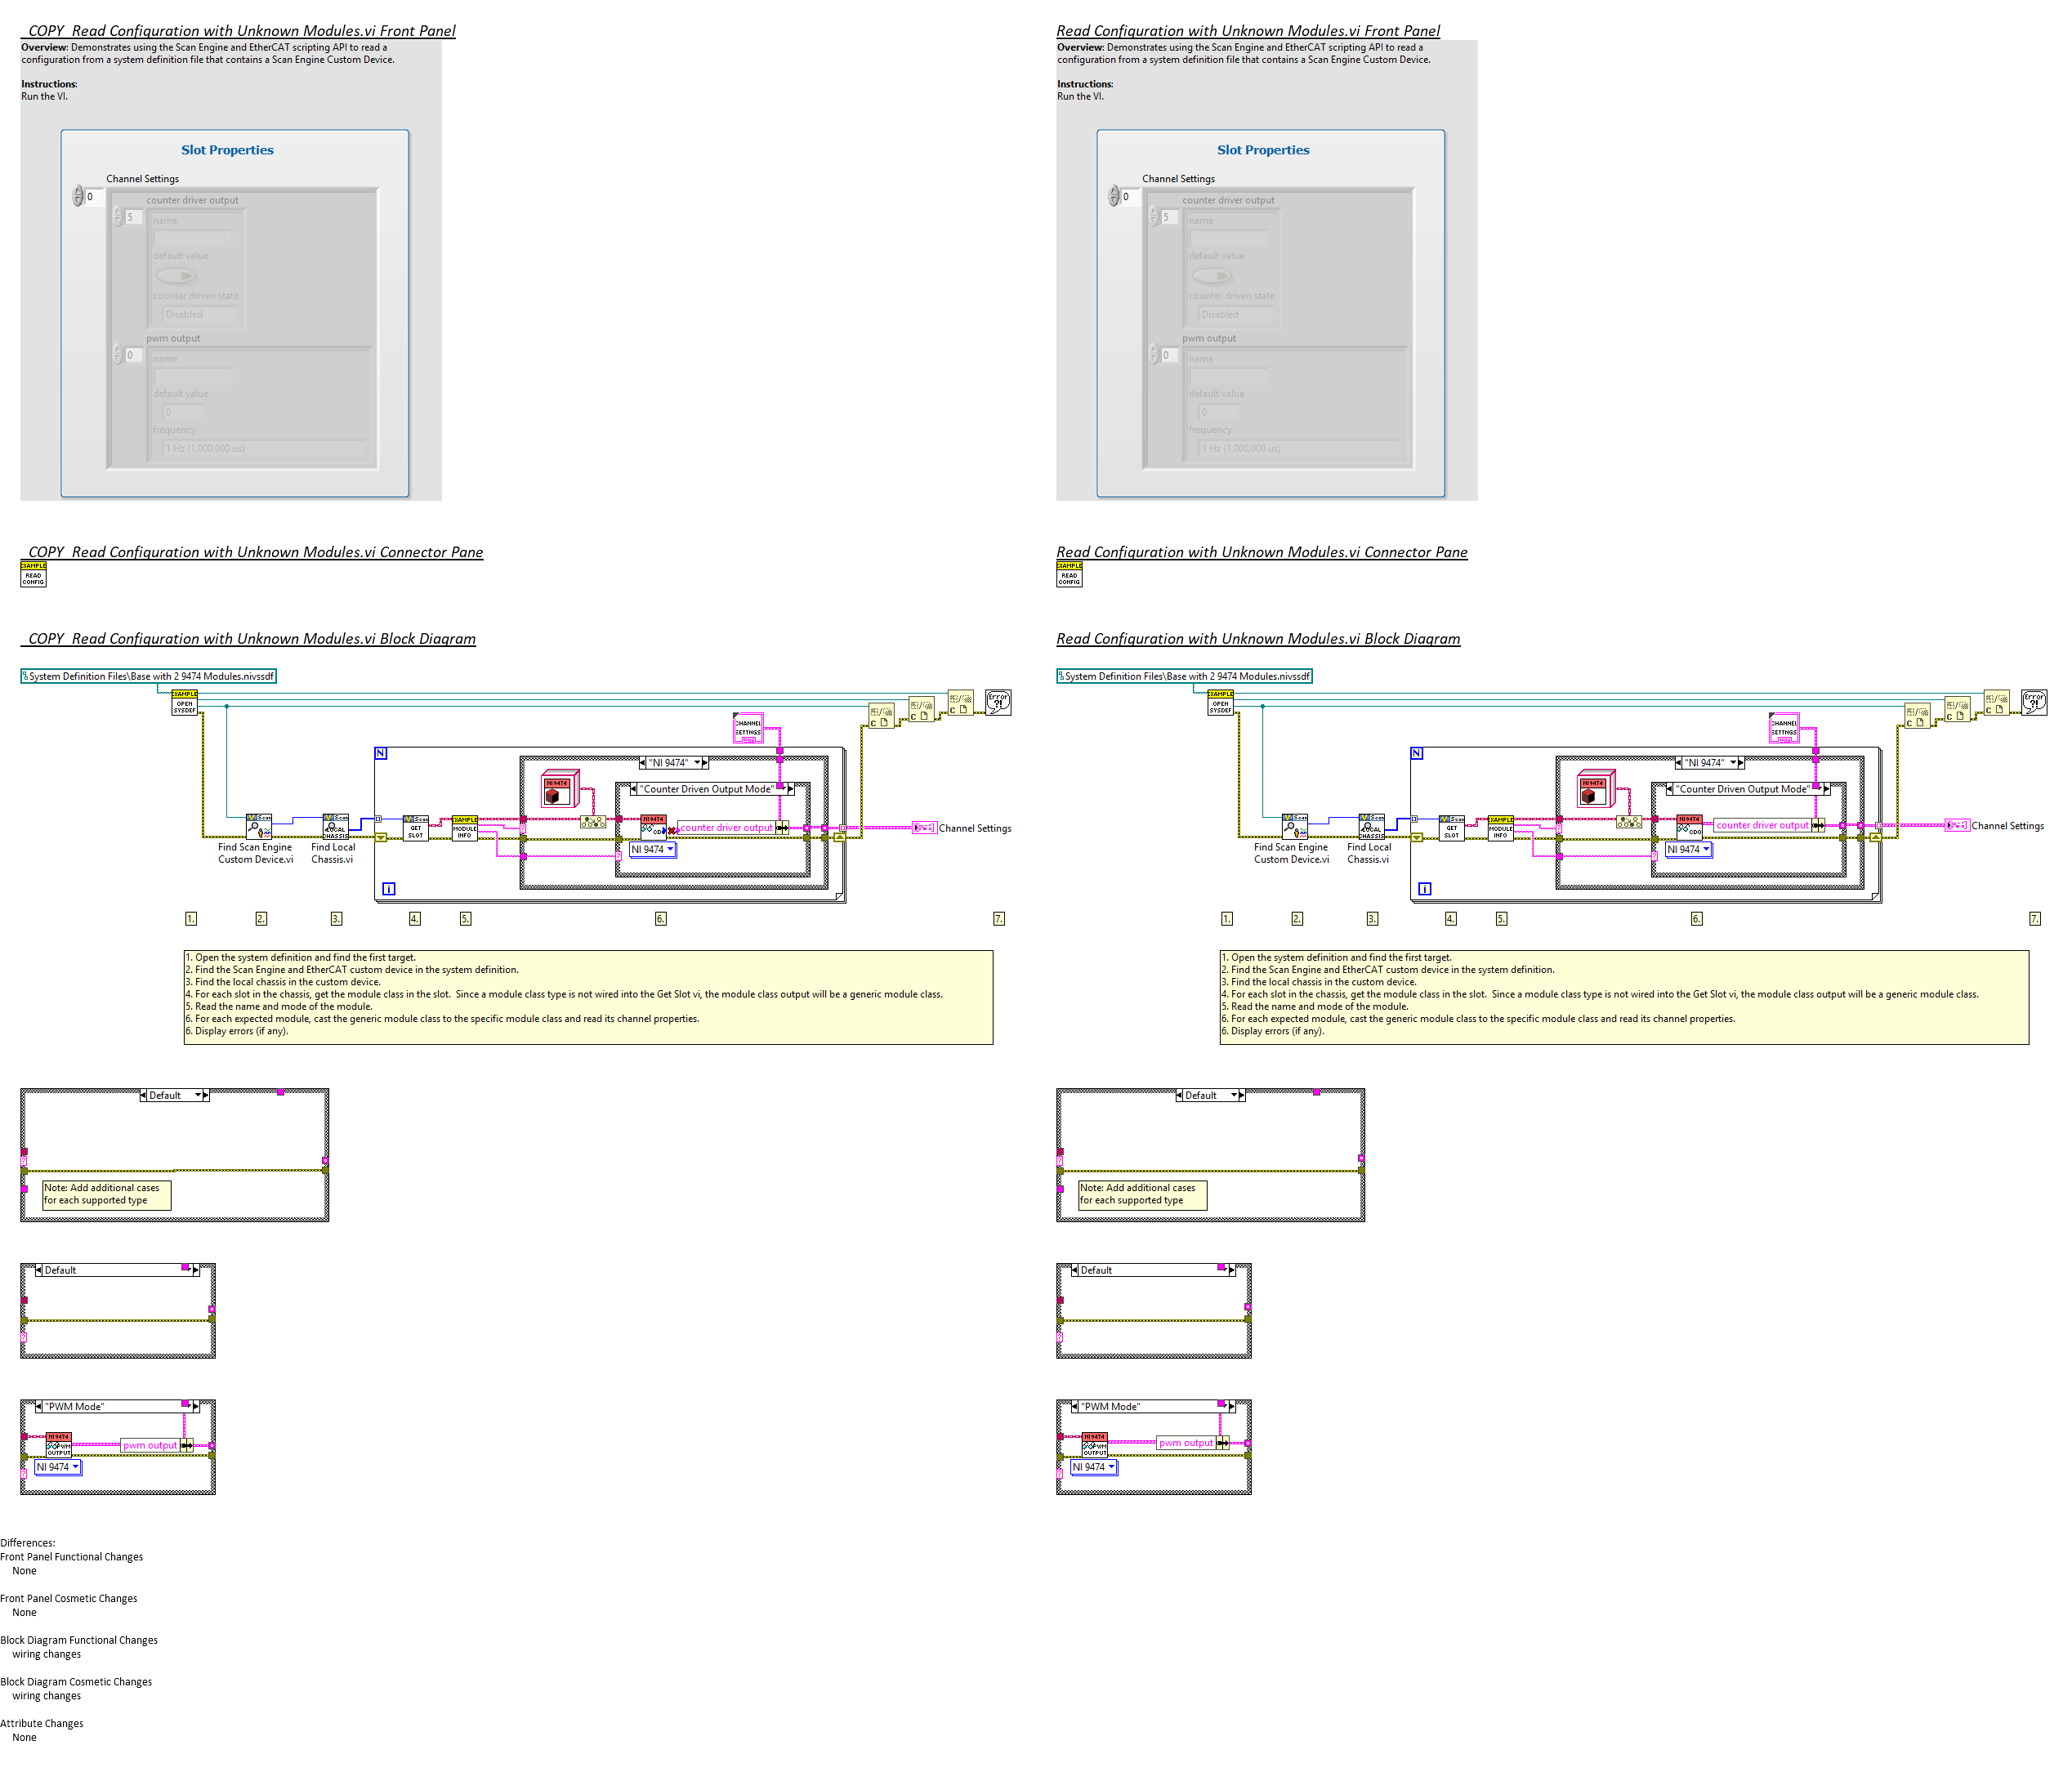 COPY  Read Configuration with Unknown Modules.vi Front Panel
Overview: Demonstrates using the Scan Engine and EtherCAT scripting API to read a
configuration from a system definition file that contains a Scan Engine Custom Device.
Instructions:
Run the VI.
Slot Properties
Channel Settings
0
counter driver output
5
name
default value
counter driven state
Disabled
pwm output
0
name
default value
0
frequency
1 Hz (1,000,000 us)
COPY  Read Configuration with Unknown Modules.vi Connector Pane
EXAMPLE
READ
CONFIG
COPY  Read Configuration with Unknown Modules.vi Block Diagram
System Definition Files\Base with 2 9474 Modules.nivssdf
EXAMPLE
OPEN
SYSDEF
Error
?!
CHANNEL
SETTINGS
N
"NI 9474"
NI 9474
"Counter Driven Output Mode"
Scan
Scan
LOCAL
CHASSIS
Scan
GET
SLOT
EXAMPLE
MODULE
INFO
NI 9474
CDO
counter driver output
Channel Settings
NI 9474
Find Scan Engine
Custom Device.vi
Find Local
Chassis.vi
i
1.
2.
3.
4.
5.
6.
7.
1. Open the system definition and find the first target.
2. Find the Scan Engine and EtherCAT custom device in the system definition.
3. Find the local chassis in the custom device.
4. For each slot in the chassis, get the module class in the slot.  Since a module class type is not wired into the Get Slot vi, the module class output will be a generic module class.
5. Read the name and mode of the module.
6. For each expected module, cast the generic module class to the specific module class and read its channel properties.
6. Display errors (if any).
Default
Note: Add additional cases
for each supported type
Default
"PWM Mode"
NI 9474
PWM
OUTPUT
pwm output
NI 9474
Read Configuration with Unknown Modules.vi Front Panel
Overview: Demonstrates using the Scan Engine and EtherCAT scripting API to read a
configuration from a system definition file that contains a Scan Engine Custom Device.
Instructions:
Run the VI.
Slot Properties
Channel Settings
0
counter driver output
5
name
default value
counter driven state
Disabled
pwm output
0
name
default value
0
frequency
1 Hz (1,000,000 us)
Read Configuration with Unknown Modules.vi Connector Pane
EXAMPLE
READ
CONFIG
Read Configuration with Unknown Modules.vi Block Diagram
System Definition Files\Base with 2 9474 Modules.nivssdf
EXAMPLE
OPEN
SYSDEF
Error
?!
CHANNEL
SETTINGS
N
"NI 9474"
NI 9474
"Counter Driven Output Mode"
Scan
Scan
LOCAL
CHASSIS
Scan
GET
SLOT
EXAMPLE
MODULE
INFO
NI 9474
CDO
counter driver output
Channel Settings
NI 9474
Find Scan Engine
Custom Device.vi
Find Local
Chassis.vi
i
1.
2.
3.
4.
5.
6.
7.
1. Open the system definition and find the first target.
2. Find the Scan Engine and EtherCAT custom device in the system definition.
3. Find the local chassis in the custom device.
4. For each slot in the chassis, get the module class in the slot.  Since a module class type is not wired into the Get Slot vi, the module class output will be a generic module class.
5. Read the name and mode of the module.
6. For each expected module, cast the generic module class to the specific module class and read its channel properties.
6. Display errors (if any).
Default
Note: Add additional cases
for each supported type
Default
"PWM Mode"
NI 9474
PWM
OUTPUT
pwm output
NI 9474
Differences:
Front Panel Functional Changes
None
Front Panel Cosmetic Changes
None
Block Diagram Functional Changes
wiring changes
Block Diagram Cosmetic Changes
wiring changes
Attribute Changes
None